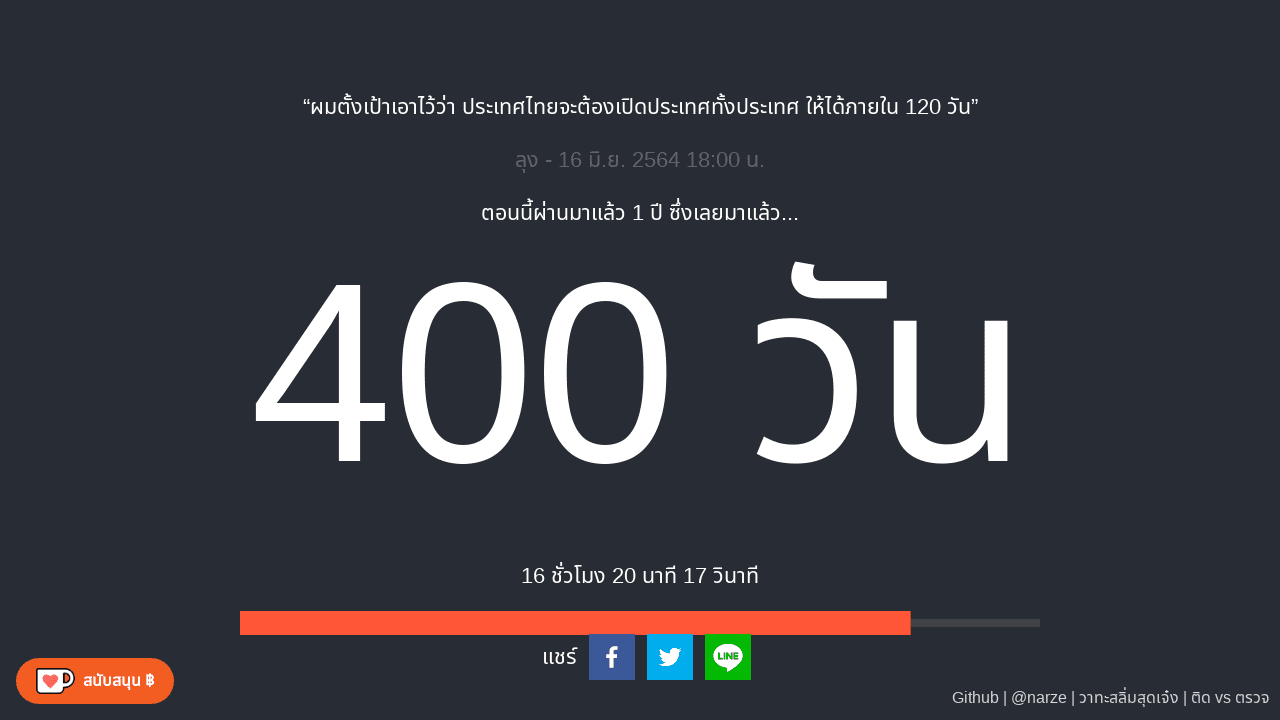 “ผมตั้งเป้าเอาไว้ว่า ประเทศไทยจะต้องเปิดประเทศทั้งประเทศ ให้ได้ภายใน 120 วัน”
ลุง - 16 มิ.ย. 2564 18:00 น.
ตอนนี้ผ่านมาแล้ว 1 ปี ซึ่งเลยมาแล้ว...
400 วัน
16 ชั่วโมง 20 นาที 17 วินาที
แชร์
LINE
สนับสนุน ฿
Github | @narze | วาทะสลิ่มสุดเจ๋ง | ติด vs ตรวจ